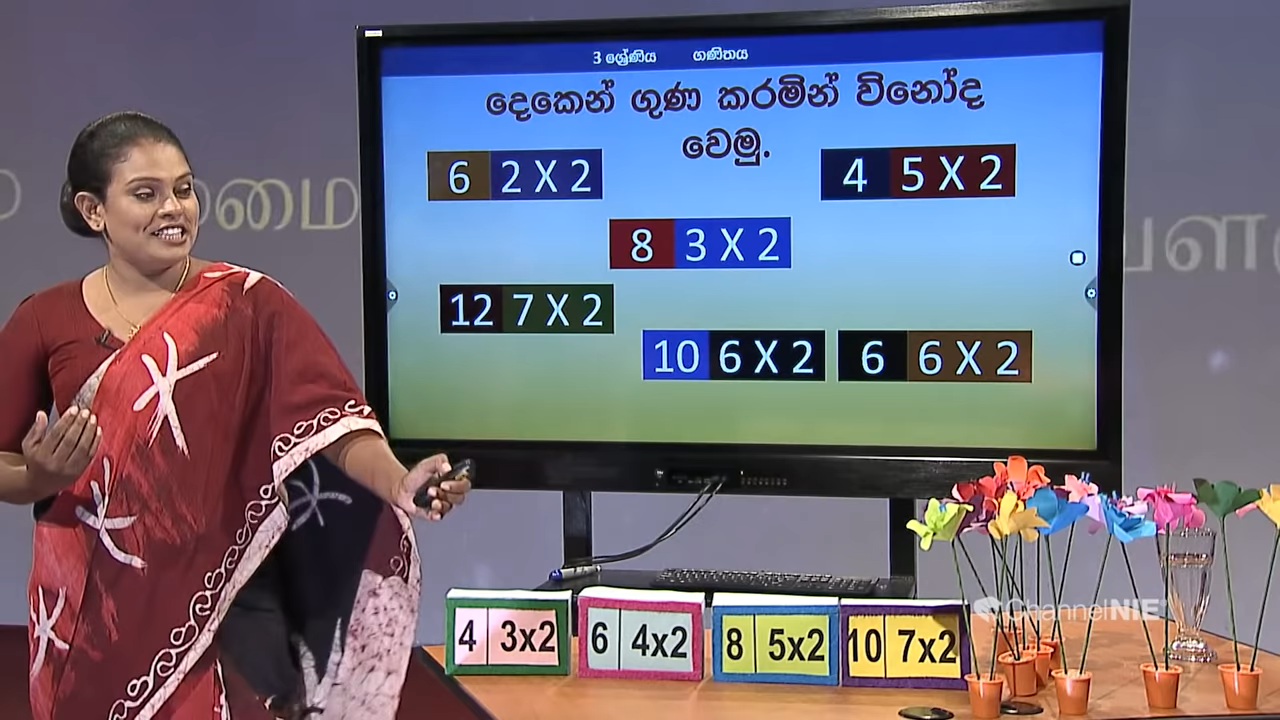 3 ශ්‍රේණිය ගණිතය
දෙකෙන් ගුණ කරමින් විනෝද
වෙමු.
6 2 X 2
4 5 X 2
8 3 X 2
12 7 X 2
10 6 X 2
6 6 X 2
4 3x2
6 4x2
8 5x2
10 7x2
ChannelNIE